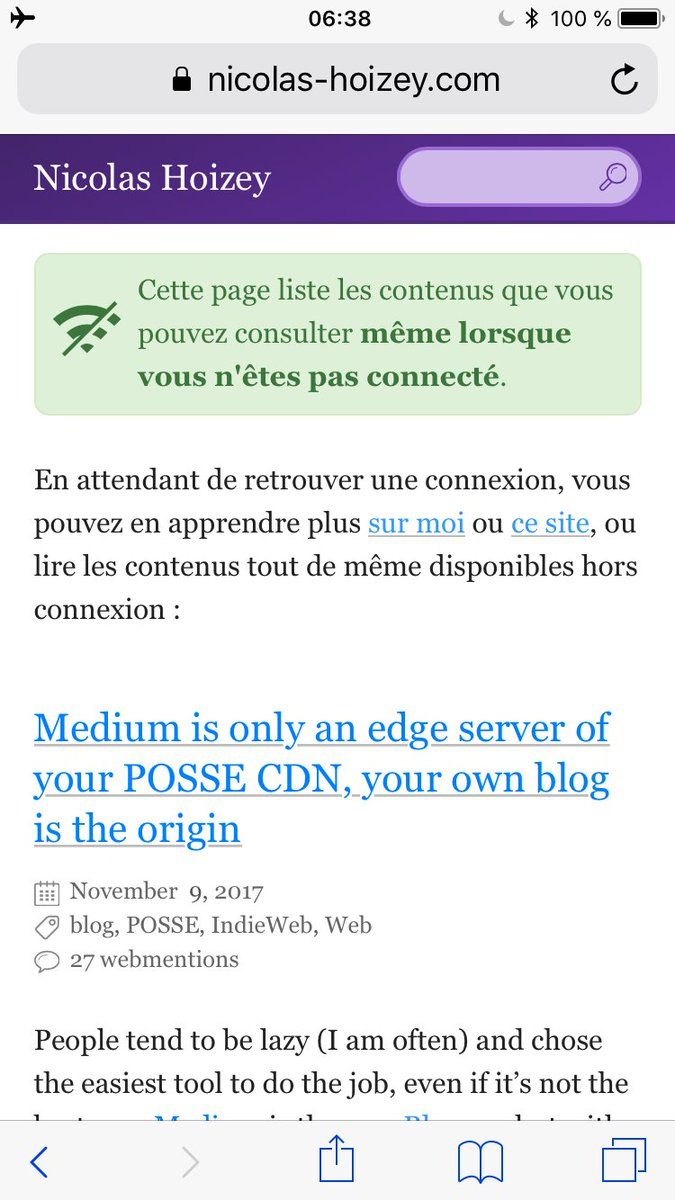 06:38
100 %
nicolas-hoizey.com
Nicolas Hoizey
Cette page liste les contenus que vous
pouvez consulter même lorsque
vous n'êtes pas connecté.
En attendant de retrouver une connexion, vous
pouvez en apprendre plus sur moi ou ce site, ou
lire les contenus tout de même disponibles hors
connexion :
Medium is only an edge server of
your POSSE CDN, your own blog
is the origin
November 9, 2017
blog, POSSE, IndieWeb, Web
27 webmentions
People tend to be lazy (I am often) and chose
the easiest tool to do the job, even if it’s not the